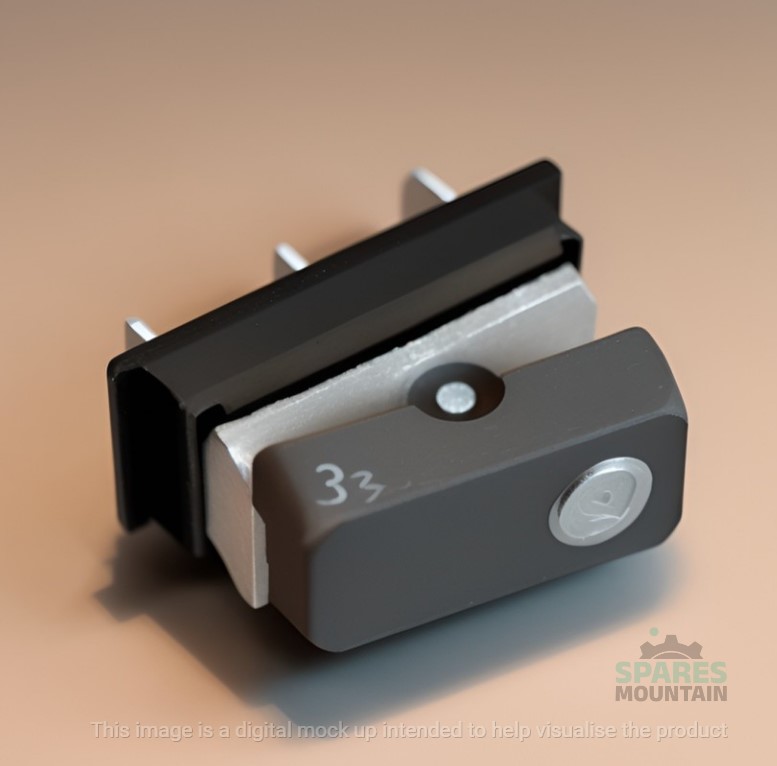 33
SPARES
MOUNTAIN
This image is a digital mock up intended to help visualise the product